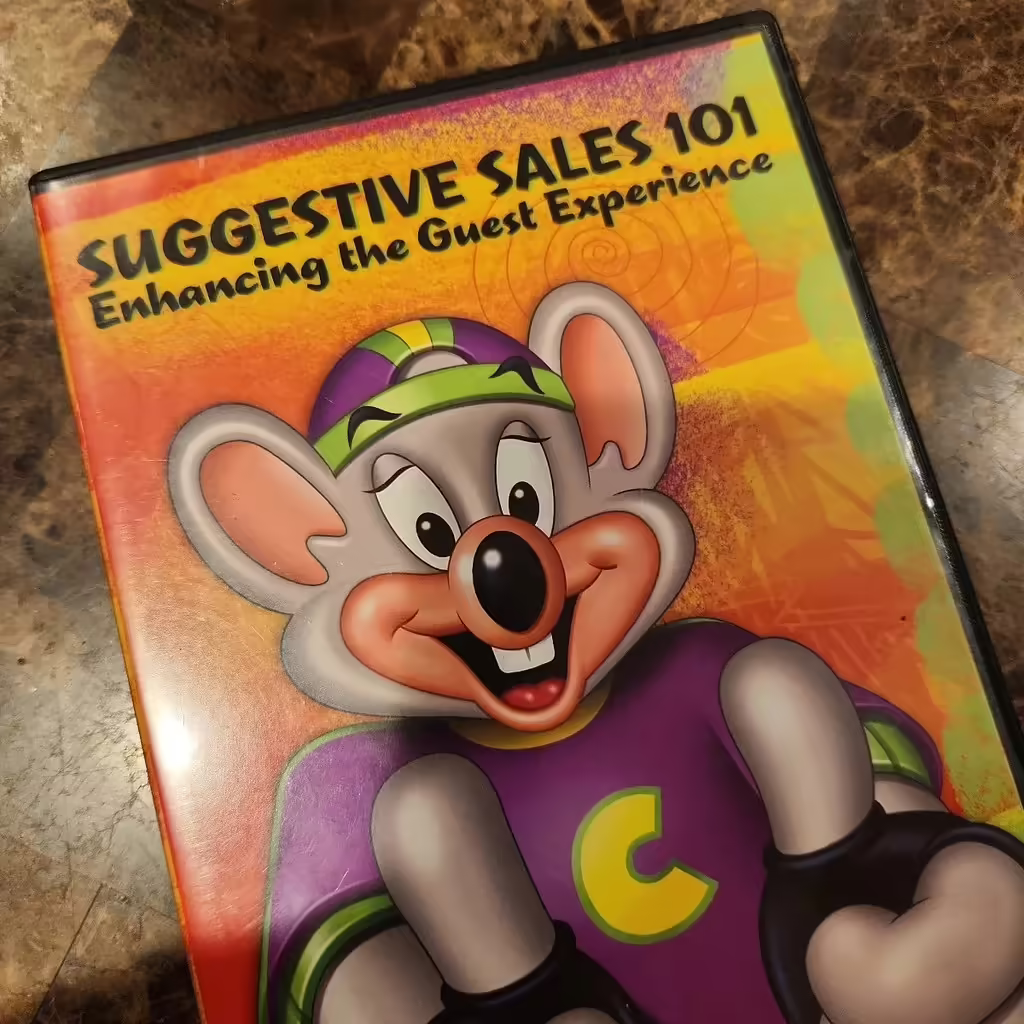 SUGGESTIVE SALES 101
Enhancing the Guest Experience
C